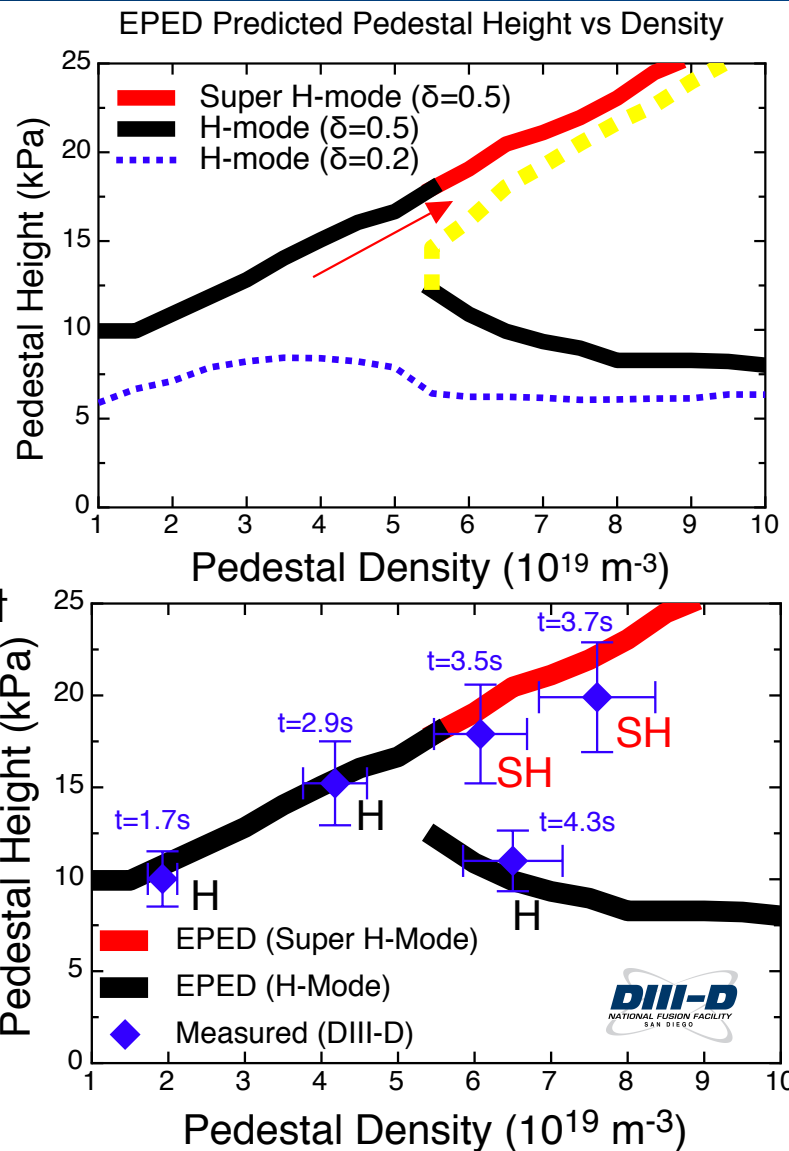 EPED Predicted Pedestal Height vs Density
Pedestal Height (kPa)
25
20
15
10
5
0
Super H-mode (δ=0.5)
H-mode (δ=0.5)
H-mode (δ=0.2)
1 2 3 4 5 6 7 8 9 10
Pedestal Density (10¹⁹ m⁻³)
Pedestal Height (kPa)
25
20
15
10
5
0
t=3.7s
t=3.5s
t=2.9s
SH
SH
H
t=1.7s
t=4.3s
H
H
EPED (Super H-Mode)
EPED (H-Mode)
Measured (DIII-D)
DIII-D
NATIONAL FUSION FACILITY
SAN DIEGO
1 2 3 4 5 6 7 8 9 10
Pedestal Density (10¹⁹ m⁻³)